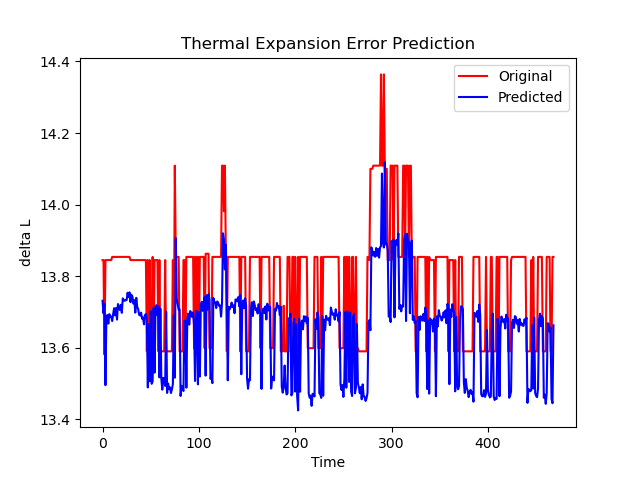 Thermal Expansion Error Prediction
Original
Predicted
14.4
14.2
14.0
13.8
13.6
13.4
delta L
0
100
200
300
400
Time